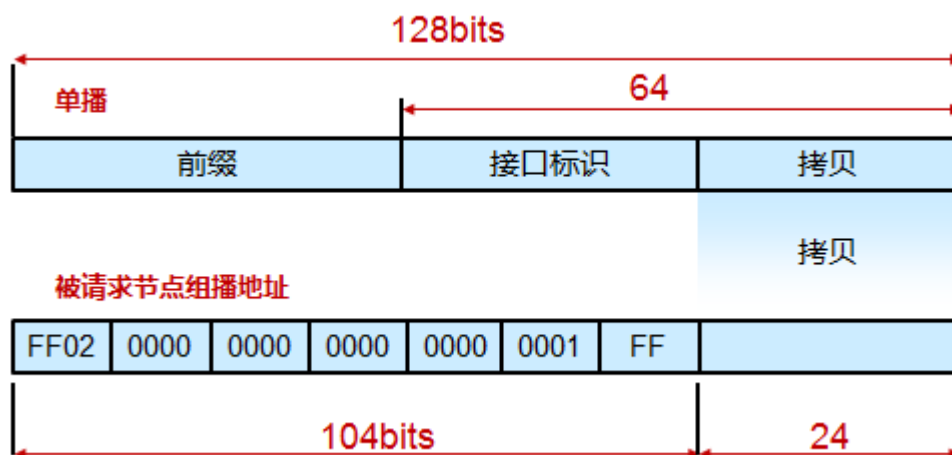 128bits
单播
64
前缀 接口标识 拷贝
拷贝
被请求节点组播地址
FF02 0000 0000 0000 0000 0001 FF
104bits 24